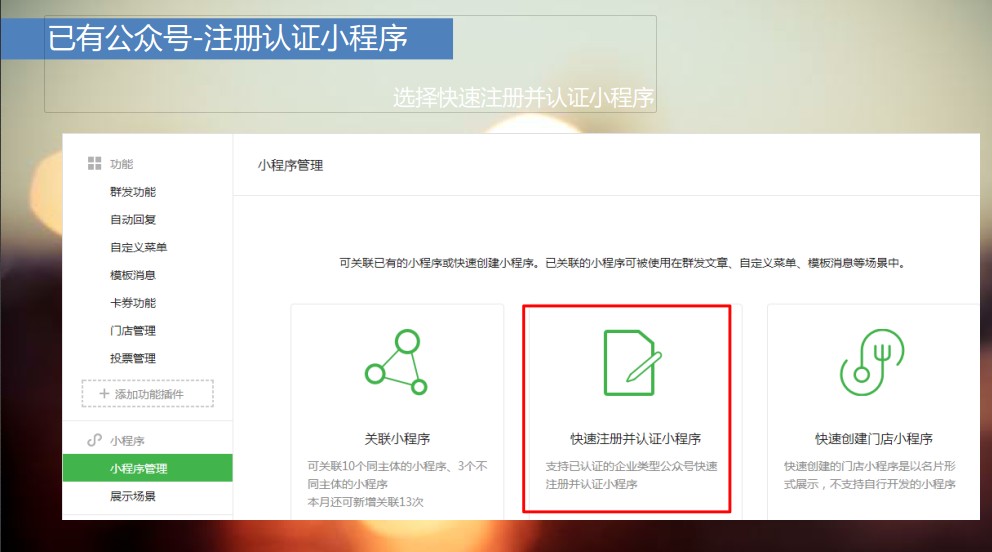 已有公众号-注册认证小程序
选择快速注册并认证小程序
功能
群发功能
自动回复
自定义菜单
模板消息
卡券功能
门店管理
投票管理
添加功能插件
小程序
小程序管理
展示场景
小程序管理
可关联已有的小程序或快速创建小程序。已关联的小程序可被使用在群发文章、自定义菜单、模板消息等场景中。
关联小程序
可关联10个同主体的小程序、3个不
同主体的小程序
本月还可新增关联13次
快速注册并认证小程序
支持已认证的企业类型公众号快速
注册并认证小程序
快速创建门店小程序
快速创建的门店小程序是以名片形
式展示，不支持自行开发的小程序